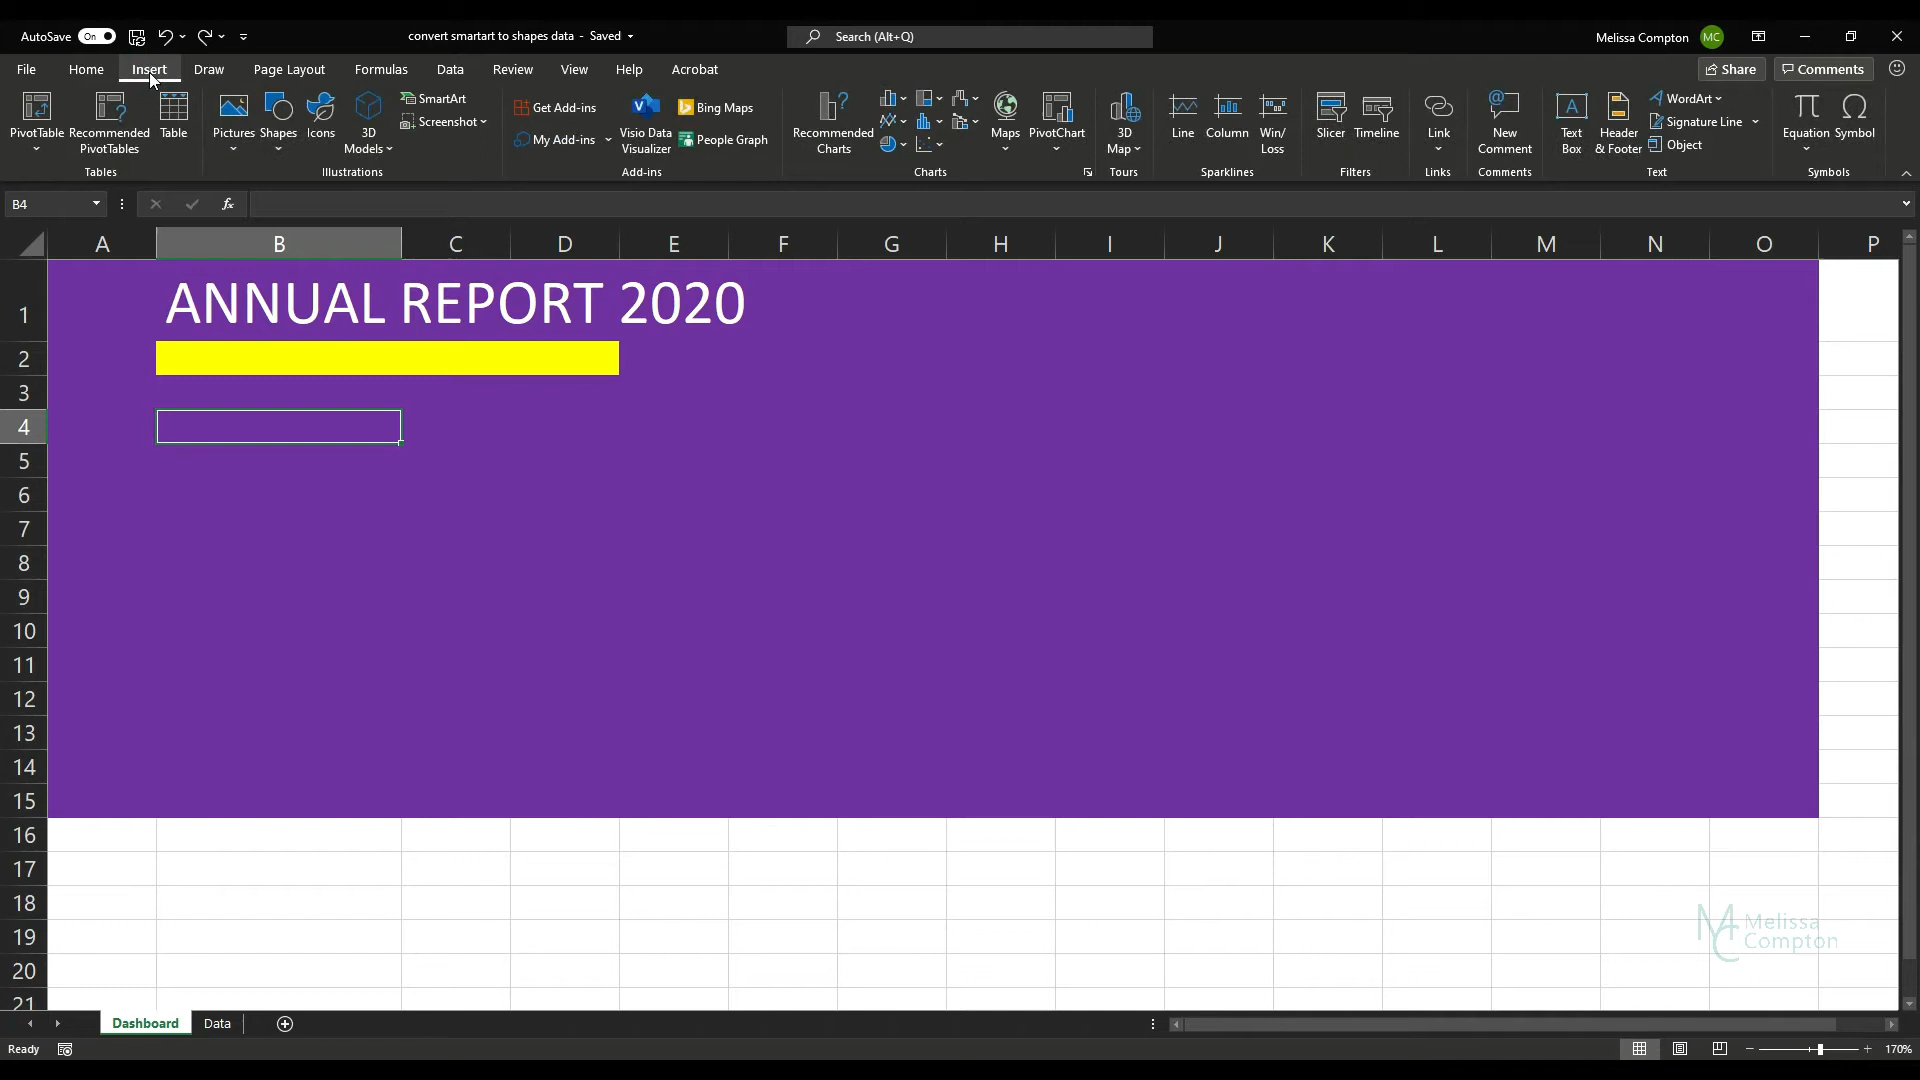 AutoSave On convert smartart to shapes data - Saved Search (Alt+Q) Melissa Compton MC
File Home Insert Draw Page Layout Formulas Data Review View Help Acrobat Share Comments
PivotTable Recommended PivotTables Table
Tables
Pictures Shapes Icons 3D Models SmartArt Screenshot
Illustrations
Get Add-ins My Add-ins Visio Data Visualizer Bing Maps People Graph
Add-ins
Recommended Charts Maps PivotChart
Charts
3D Map
Tours
Line Column Win/Loss
Sparklines
Slicer Timeline
Filters
Link
Links
New Comment
Comments
Text Box Header & Footer WordArt Signature Line Object
Text
Equation Symbol
Symbols
B4 fx
A B C D E F G H I J K L M N O P
1 ANNUAL REPORT 2020
2
3
4
5
6
7
8
9
10
11
12
13
14
15
16
17
18
19
20
21
MC Melissa Compton
Dashboard Data
Ready 170%